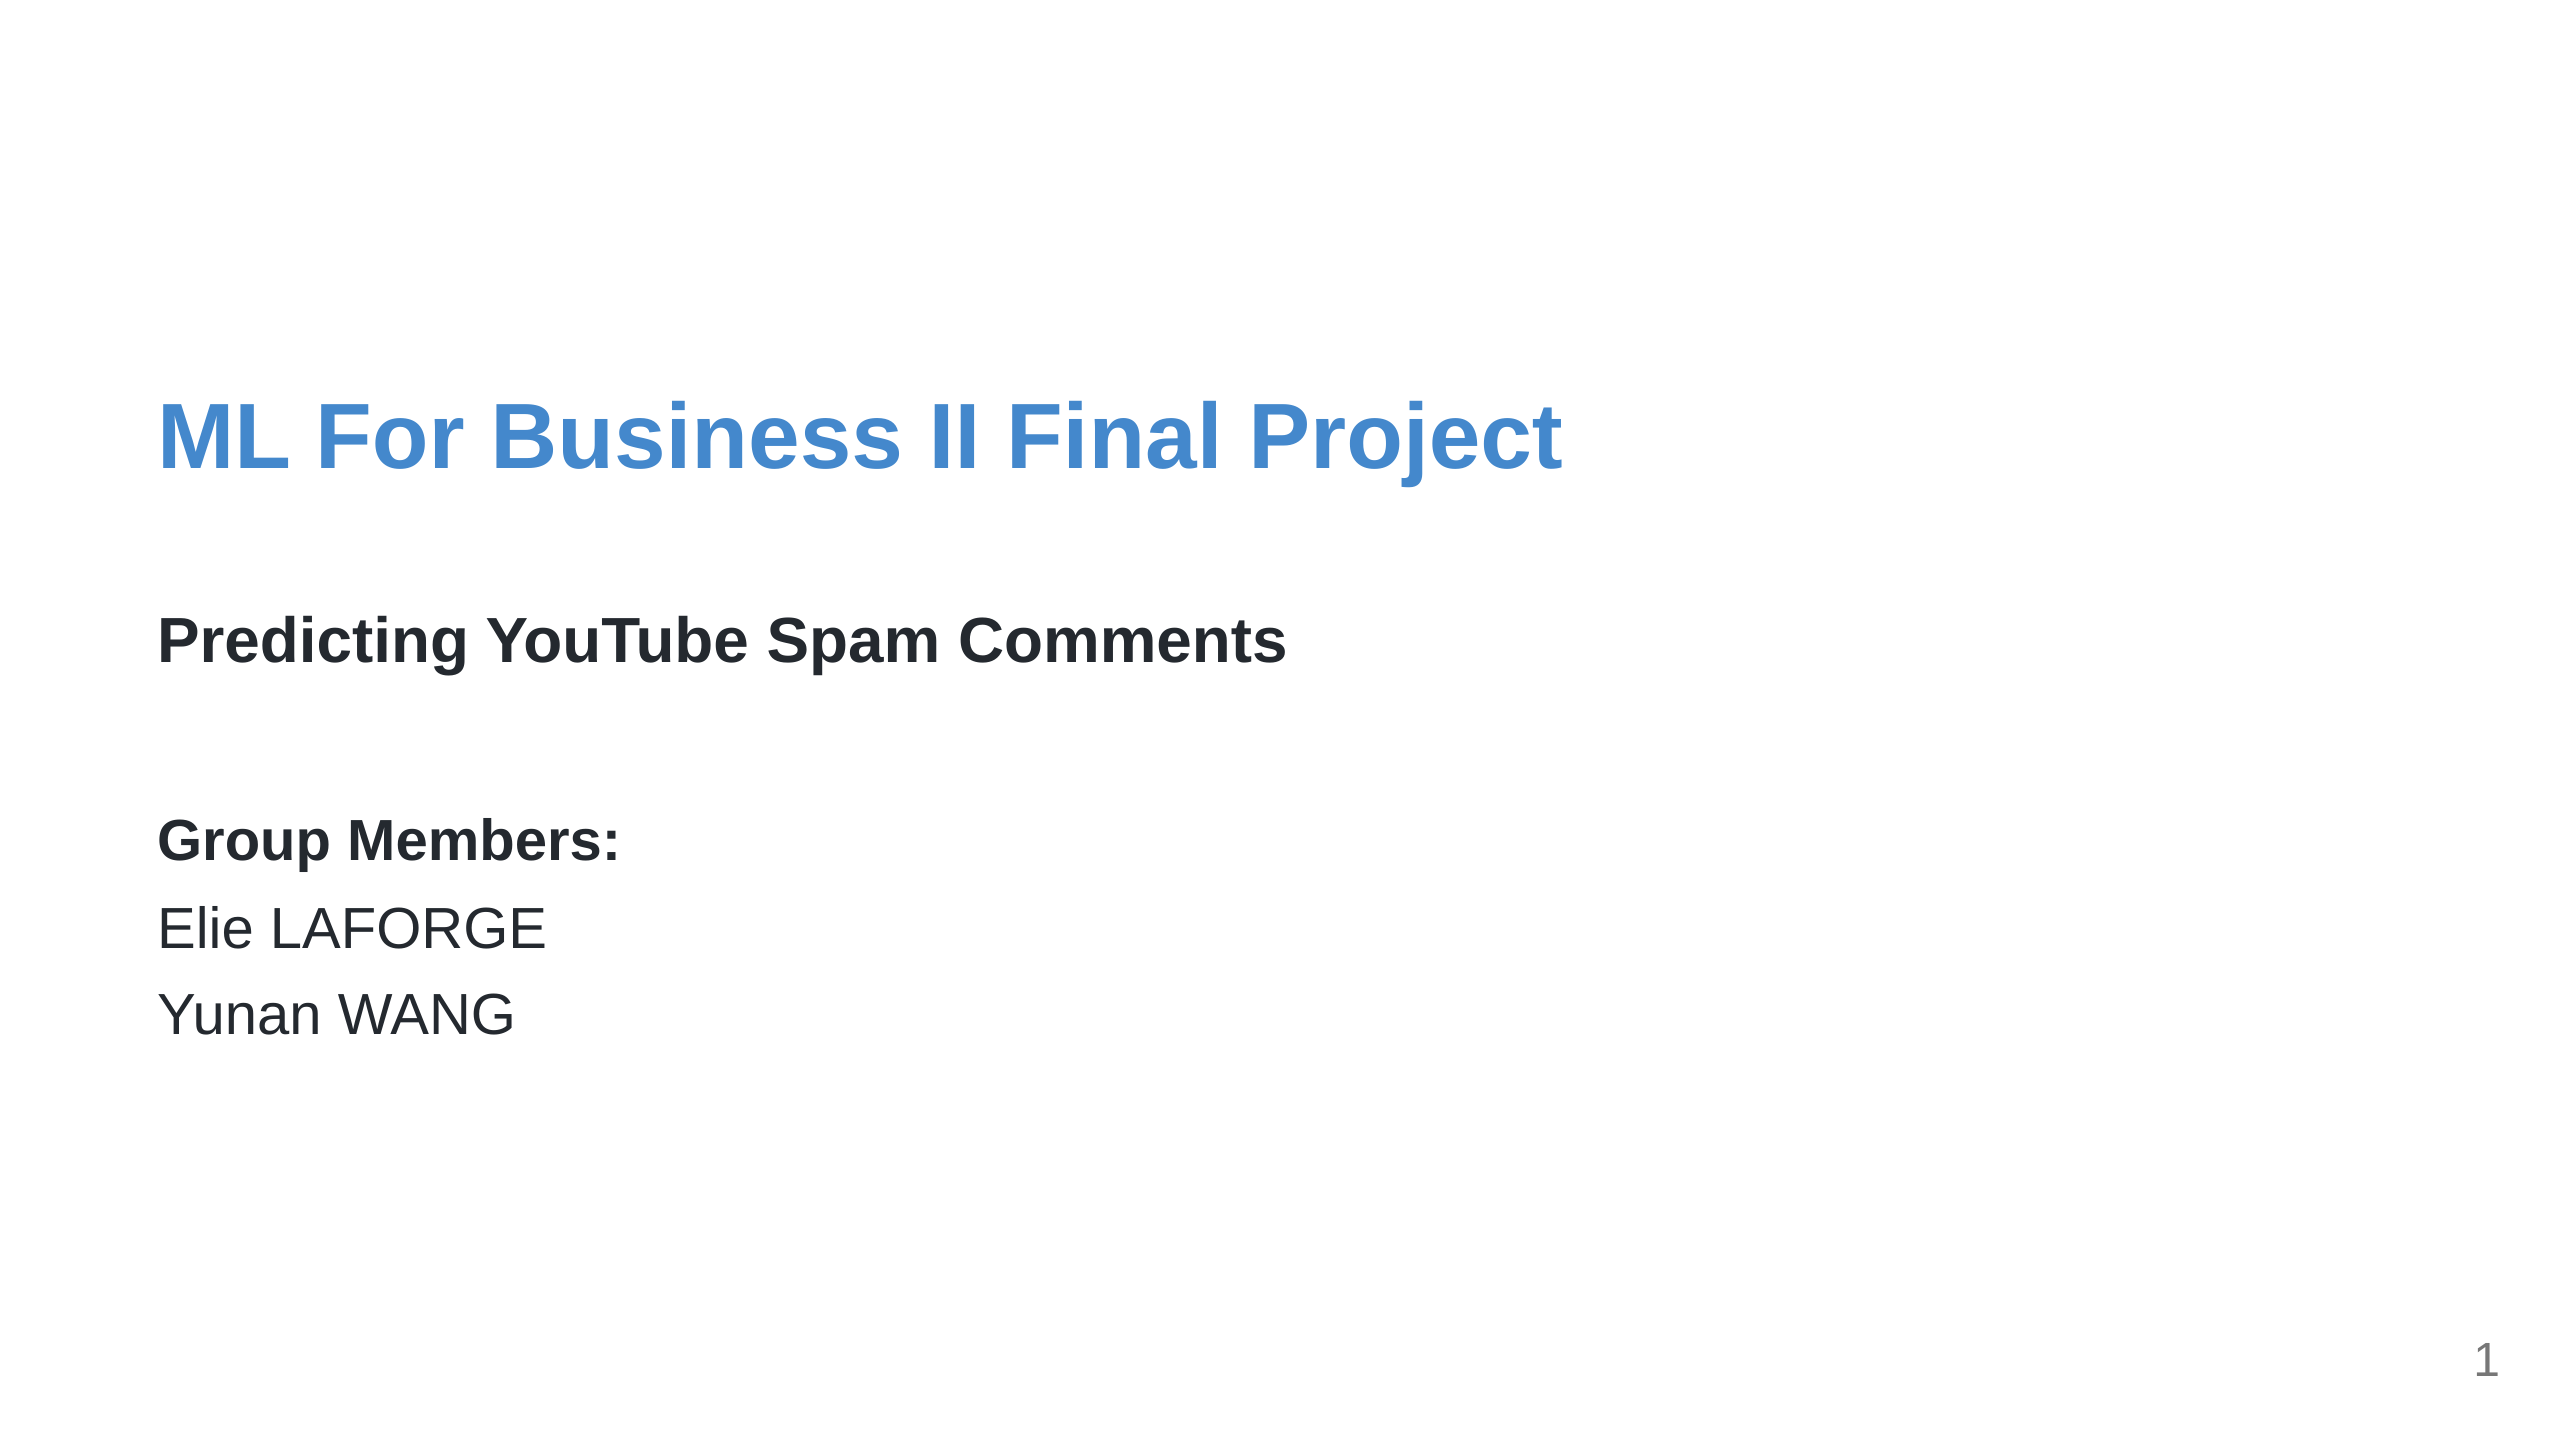 ML For Business II Final Project
Predicting YouTube Spam Comments
Group Members:
Elie LAFORGE
Yunan WANG
1